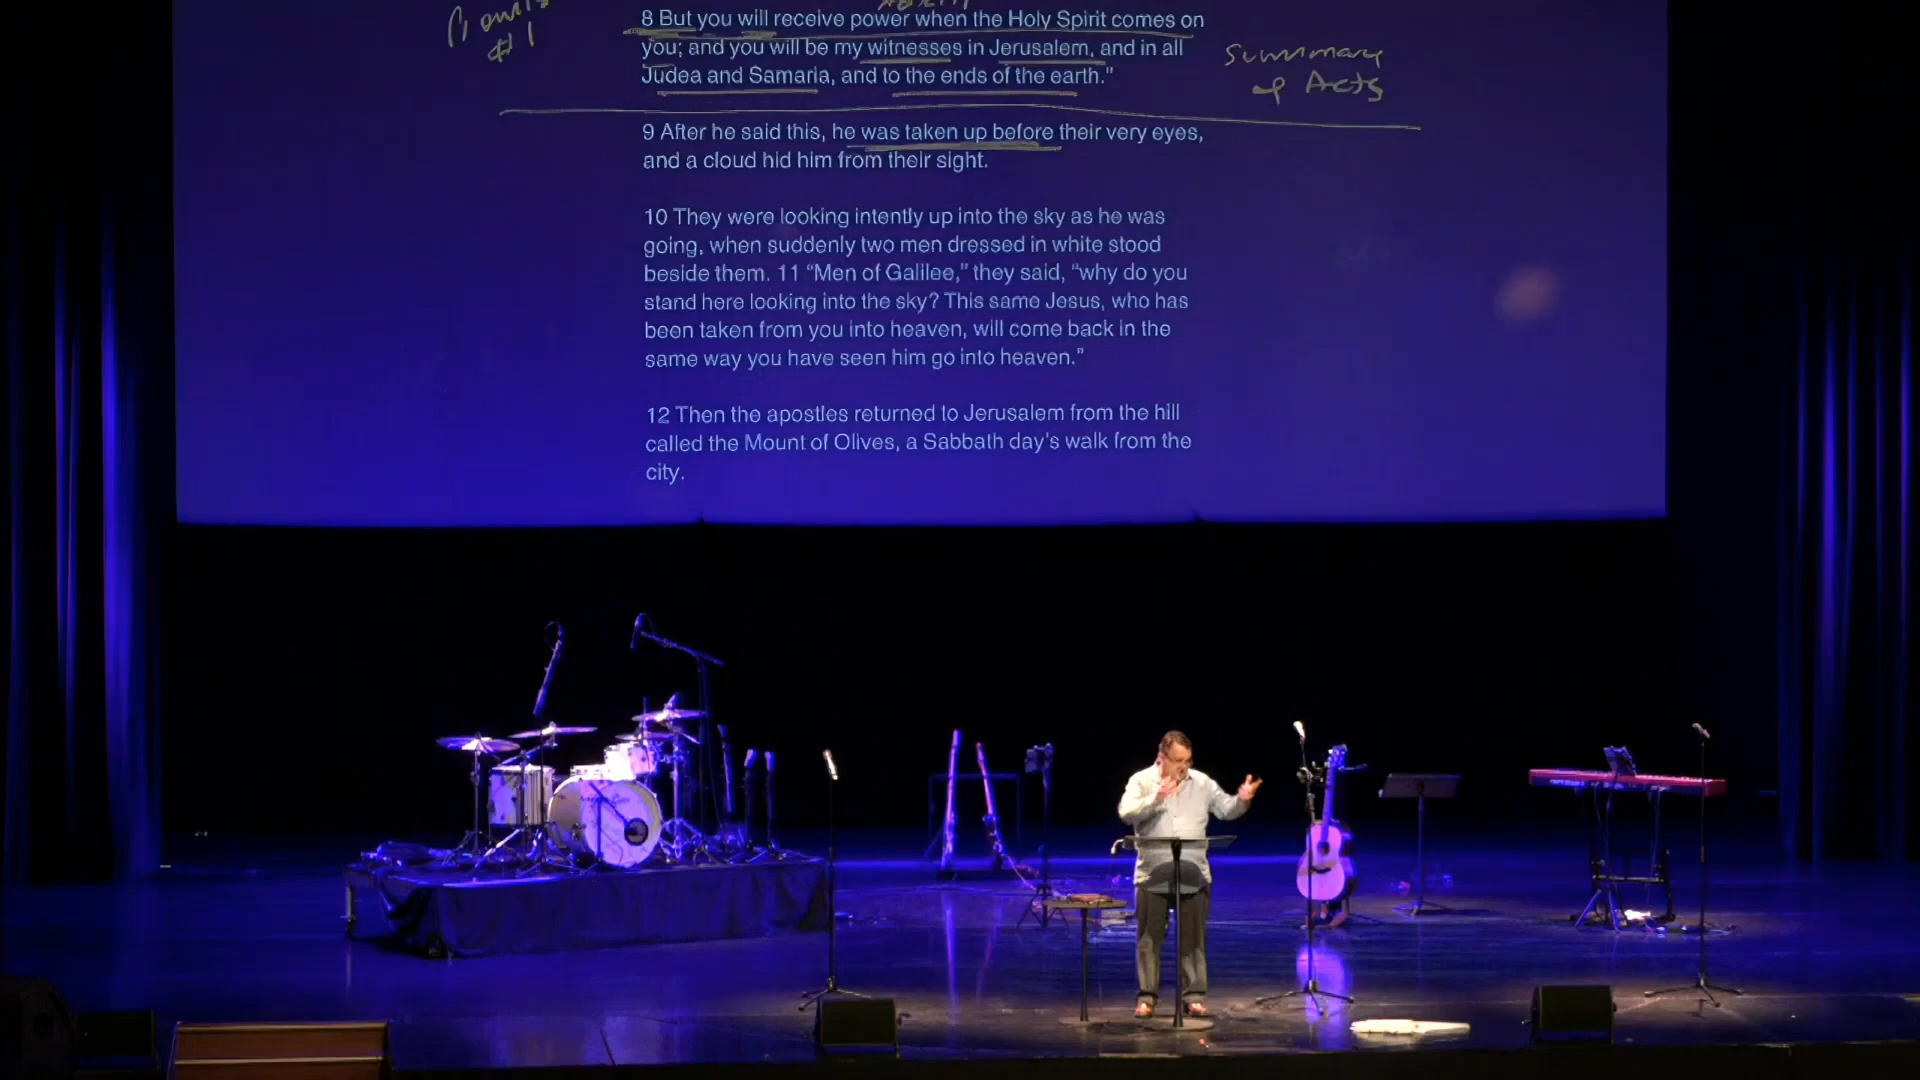 #1
8 But you will receive power when the Holy Spirit comes on
you; and you will be my witnesses in Jerusalem, and in all
Judea and Samaria, and to the ends of the earth."
Summary
of Acts
9 After he said this, he was taken up before their very eyes,
and a cloud hid him from their sight.
10 They were looking intently up into the sky as he was
going, when suddenly two men dressed in white stood
beside them. 11 “Men of Galilee,” they said, “why do you
stand here looking into the sky? This same Jesus, who has
been taken from you into heaven, will come back in the
same way you have seen him go into heaven.”
12 Then the apostles returned to Jerusalem from the hill
called the Mount of Olives, a Sabbath day's walk from the
city.